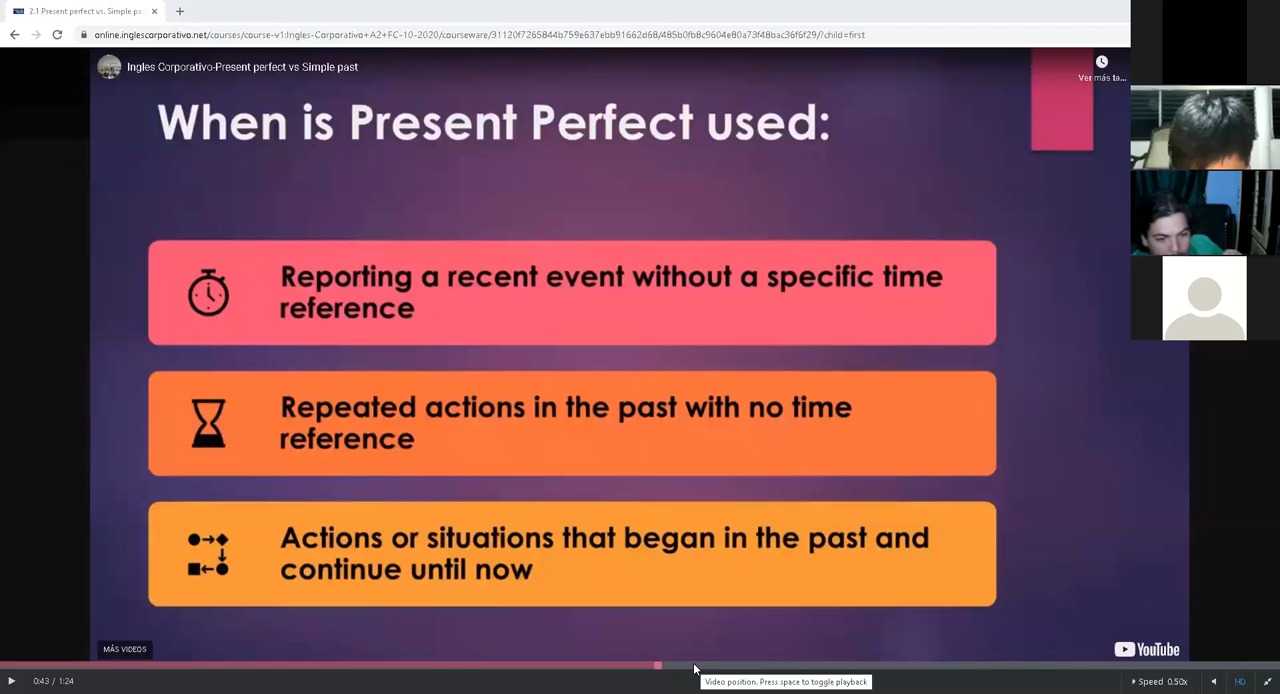 2.1 Present perfect vs. Simple pa
online.inglescorporativo.net/courses/course-v1:Ingles-Corporativo+A2+FC-10-2020/courseware/31120f7265844b759e637ebb91662d68/485b0fb8c9604e80a73f48bac36f6f29/?child=first
Ingles Corporativo-Present perfect vs Simple past
Ver más ta...
When is Present Perfect used:
Reporting a recent event without a specific time
reference
Repeated actions in the past with no time
reference
Actions or situations that began in the past and
continue until now
MÁS VIDEOS
YouTube
0:43 / 1:24
Video position. Press space to toggle playback
Speed 0.50x
HD